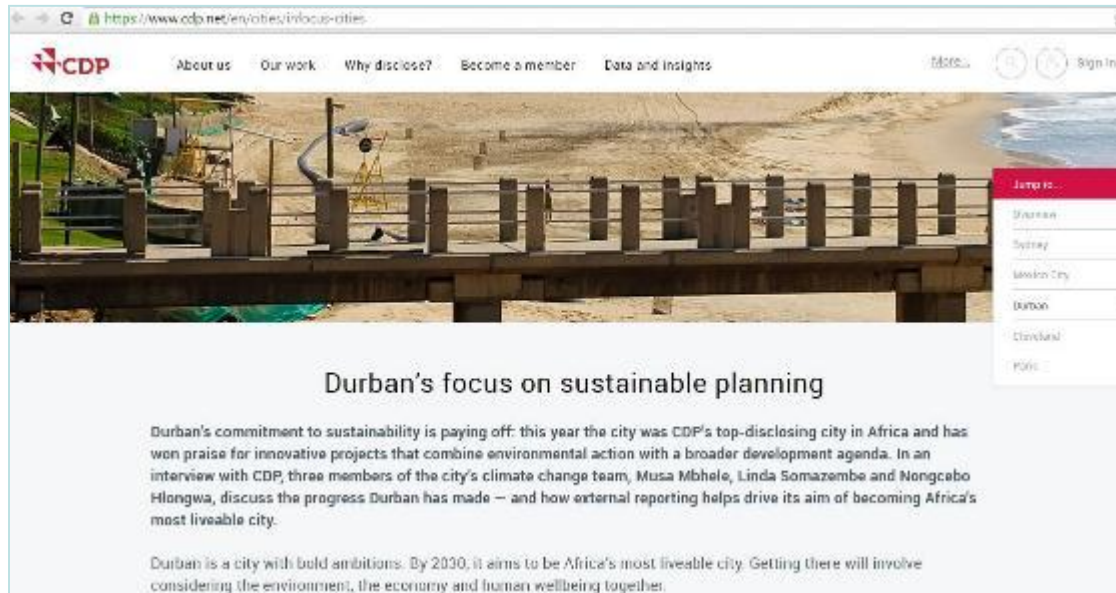 https://www.cdp.net/en/cities/infocus-cities
CDP
About us Our work Why disclose? Become a member Data and insights More... Sign in
Jump to...
Overview
Sydney
Mexico City
Durban
Cleveland
Paris
Durban's focus on sustainable planning
Durban's commitment to sustainability is paying off: this year the city was CDP's top-disclosing city in Africa and has
won praise for innovative projects that combine environmental action with a broader development agenda. In an
interview with CDP, three members of the city's climate change team, Musa Mbhele, Linda Somazembe and Nongcebo
Hlongwa, discuss the progress Durban has made — and how external reporting helps drive its aim of becoming Africa's
most liveable city.
Durban is a city with bold ambitions. By 2030, it aims to be Africa's most liveable city. Getting there will involve
considering the environment, the economy and human wellbeing together.